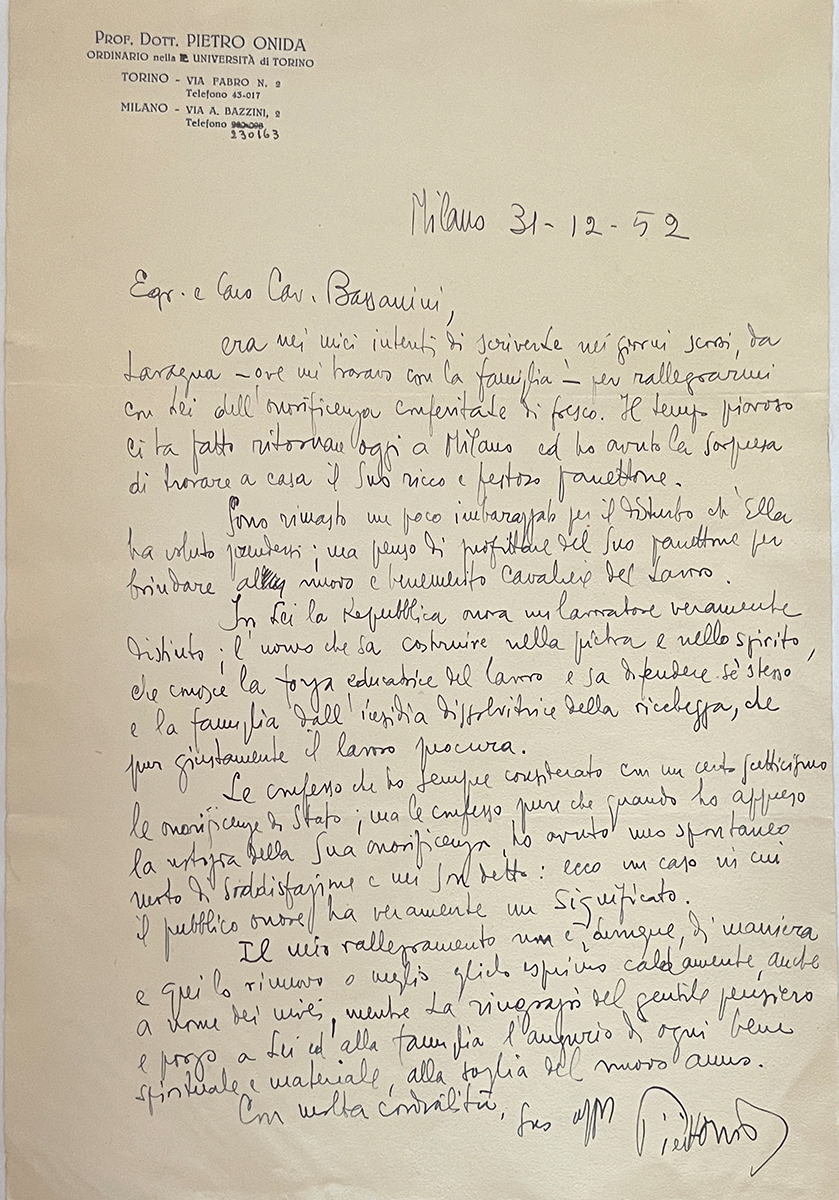 PROF. DOTT. PIETRO ONIDA
ORDINARIO nella UNIVERSITÀ di TORINO
TORINO - VIA FABRO N. 2
Telefono 45-017
MILANO - VIA A. BAZZINI, 2
Telefono
230163
Milano 31-12-52
Egr. e Caro Cav. Bassanini,
era nei miei intenti di scriverLe nei giorni scorsi, da
Lavagna - ove mi trovavo con la famiglia - per rallegrarmi
con Lei dell'onorificenza conferitaLe di fresco. Il tempo piovoso
ci ha fatto ritornare oggi a Milano ed ho avuto la sorpresa
di trovare a casa il Suo ricco e festoso panettone.
Sono rimasto un poco imbarazzato per il disturbo ch'Ella
ha voluto prendersi; ma penso di profittare del Suo panettone per
brindare al nuovo e benemerito Cavaliere del Lavoro.
In Lei la Repubblica onora un lavoratore veramente
distinto; l'uomo che sa costruire nella pietra e nello spirito,
che conosce la forza educatrice del lavoro e sa difendere sè stesso
e la famiglia dall'insidia dissolvitrice della ricchezza, che
pur giustamente il lavoro procura.
Le confesso che ho sempre considerato con un certo scetticismo
le onorificenze di Stato; ma le confesso pure che quando ho appreso
la notizia della Sua onorificenza, ho avuto uno spontaneo
moto di soddisfazione e mi son detto: ecco un caso in cui
il pubblico onore ha veramente un significato.
Il mio rallegramento non è, dunque, di maniera
e qui lo rinnovo o meglio glielo esprimo caldamente, anche
a nome dei miei, mentre La ringrazio del gentile pensiero
e porgo a Lei ed alla famiglia l'augurio di ogni bene
spirituale e materiale, alla soglia del nuovo anno.
Con molta cordialità, Suo